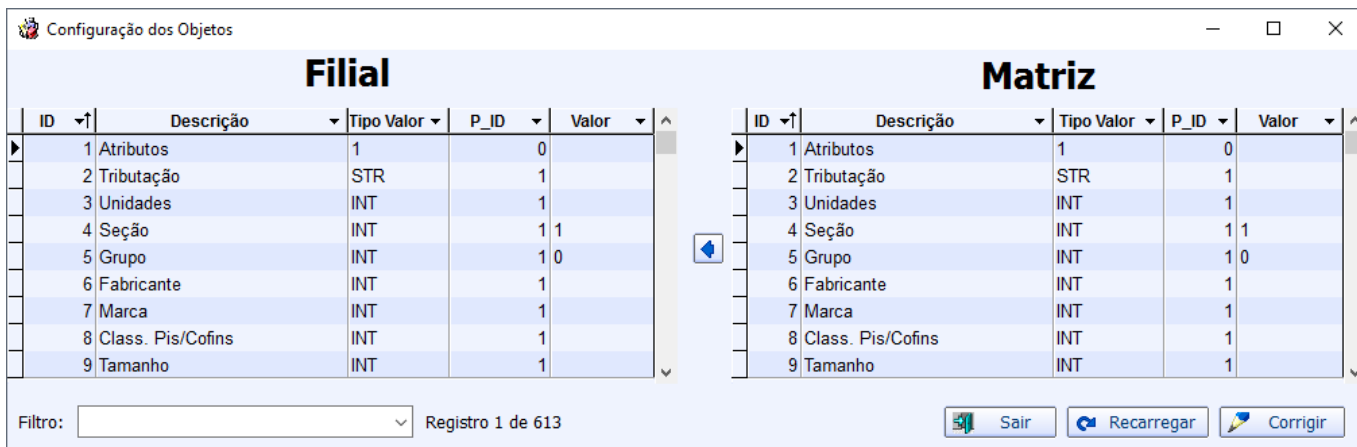 Configuração dos Objetos
Filial Matriz
ID Descrição Tipo Valor P_ID Valor ID Descrição Tipo Valor P_ID Valor
1 Atributos 1 0 1 Atributos 1 0
2 Tributação STR 1 2 Tributação STR 1
3 Unidades INT 1 3 Unidades INT 1
4 Seção INT 1 1 4 Seção INT 1 1
5 Grupo INT 1 0 5 Grupo INT 1 0
6 Fabricante INT 1 6 Fabricante INT 1
7 Marca INT 1 7 Marca INT 1
8 Class. Pis/Cofins INT 1 8 Class. Pis/Cofins INT 1
9 Tamanho INT 1 9 Tamanho INT 1
Filtro: Registro 1 de 613 Sair Recarregar Corrigir